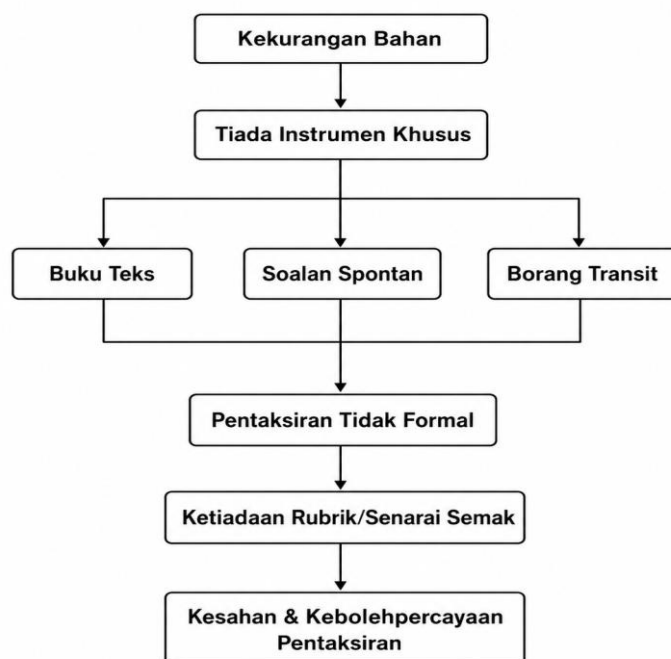 Kekurangan Bahan
Tiada Instrumen Khusus
Buku Teks
Soalan Spontan
Borang Transit
Pentaksiran Tidak Formal
Ketiadaan Rubrik/Senarai Semak
Kesahan & Kebolehpercayaan
Pentaksiran